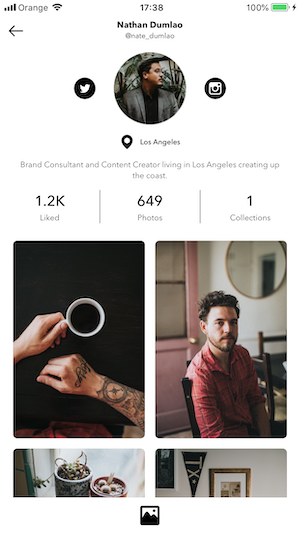 Orange 17:38 100%
Nathan Dumlao
@nate_dumlao
Los Angeles
Brand Consultant and Content Creator living in Los Angeles creating up
the coast.
1.2K 649 1
Liked Photos Collections